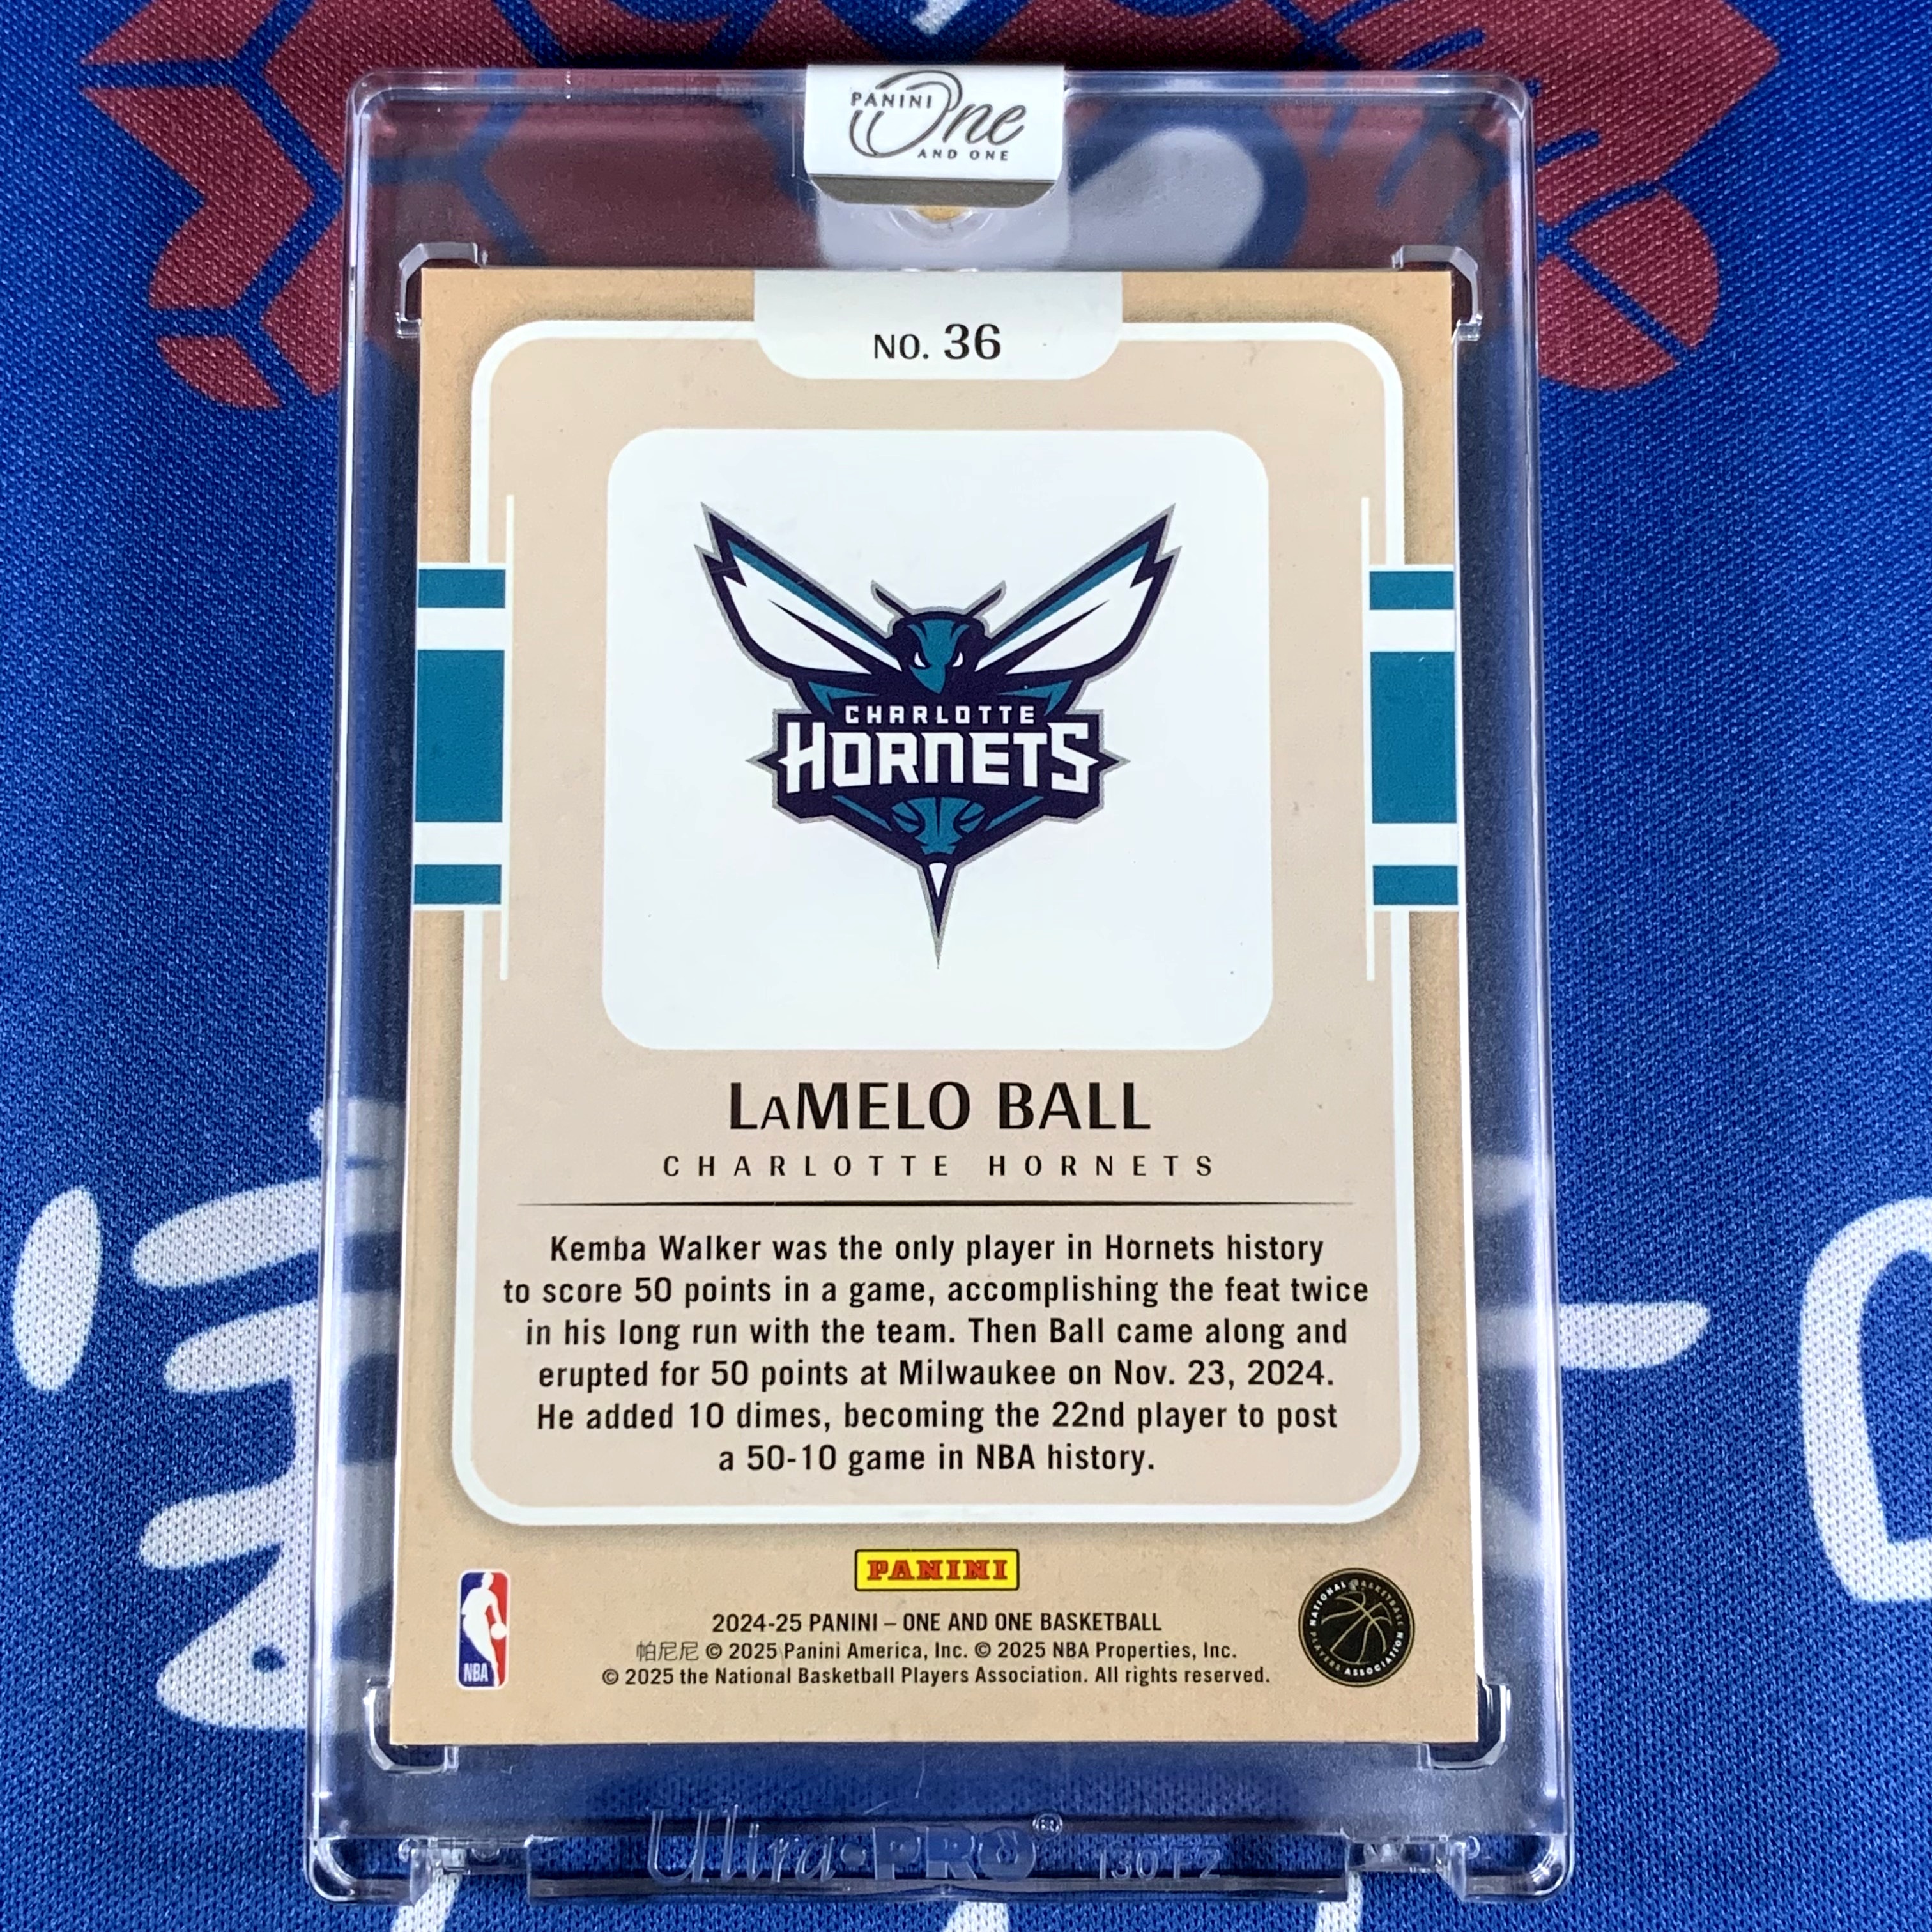 PANINI
One
AND ONE
NO. 36
CHARLOTTE
HORNETS
LaMELO BALL
CHARLOTTE HORNETS
Kemba Walker was the only player in Hornets history
to score 50 points in a game, accomplishing the feat twice
in his long run with the team. Then Ball came along and
erupted for 50 points at Milwaukee on Nov. 23, 2024.
He added 10 dimes, becoming the 22nd player to post
a 50-10 game in NBA history.
PANINI
NBA
NATIONAL BASKETBALL
PLAYERS ASSOCIATION
2024-25 PANINI – ONE AND ONE BASKETBALL
帕尼尼 © 2025 Panini America, Inc. © 2025 NBA Properties, Inc.
© 2025 the National Basketball Players Association. All rights reserved.
Ultra•PRO®